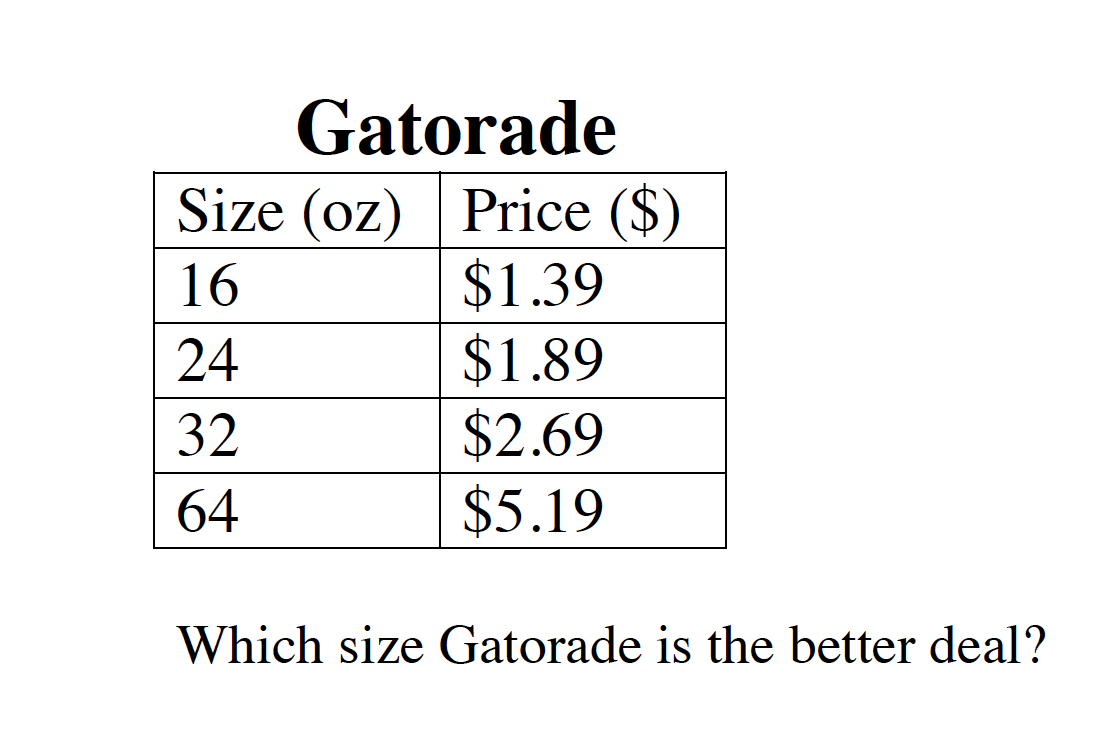 Gatorade
Size (oz) Price ($)
16 $1.39
24 $1.89
32 $2.69
64 $5.19
Which size Gatorade is the better deal?